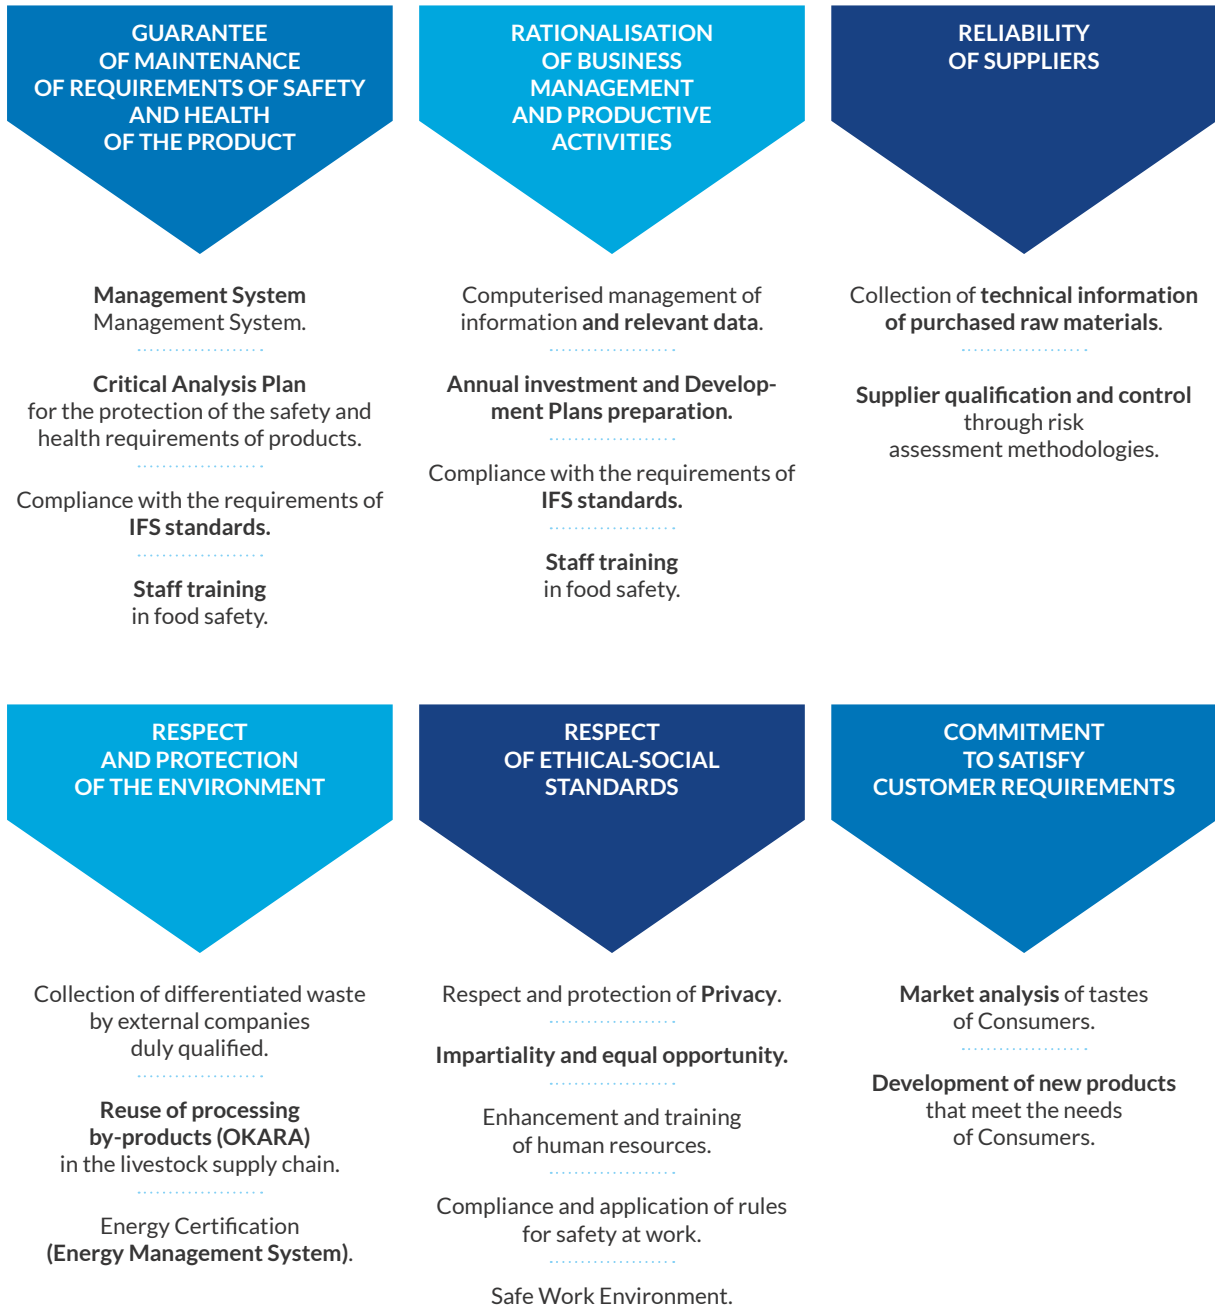 GUARANTEE
OF MAINTENANCE
OF REQUIREMENTS OF SAFETY
AND HEALTH
OF THE PRODUCT
Management System
Management System.
Critical Analysis Plan
for the protection of the safety and
health requirements of products.
Compliance with the requirements of
IFS standards.
Staff training
in food safety.
RATIONALISATION
OF BUSINESS
MANAGEMENT
AND PRODUCTIVE
ACTIVITIES
Computerised management of
information and relevant data.
Annual investment and Develop-
ment Plans preparation.
Compliance with the requirements of
IFS standards.
Staff training
in food safety.
RELIABILITY
OF SUPPLIERS
Collection of technical information
of purchased raw materials.
Supplier qualification and control
through risk
assessment methodologies.
RESPECT
AND PROTECTION
OF THE ENVIRONMENT
Collection of differentiated waste
by external companies
duly qualified.
Reuse of processing
by-products (OKARA)
in the livestock supply chain.
Energy Certification
(Energy Management System).
RESPECT
OF ETHICAL-SOCIAL
STANDARDS
Respect and protection of Privacy.
Impartiality and equal opportunity.
Enhancement and training
of human resources.
Compliance and application of rules
for safety at work.
Safe Work Environment.
COMMITMENT
TO SATISFY
CUSTOMER REQUIREMENTS
Market analysis of tastes
of Consumers.
Development of new products
that meet the needs
of Consumers.